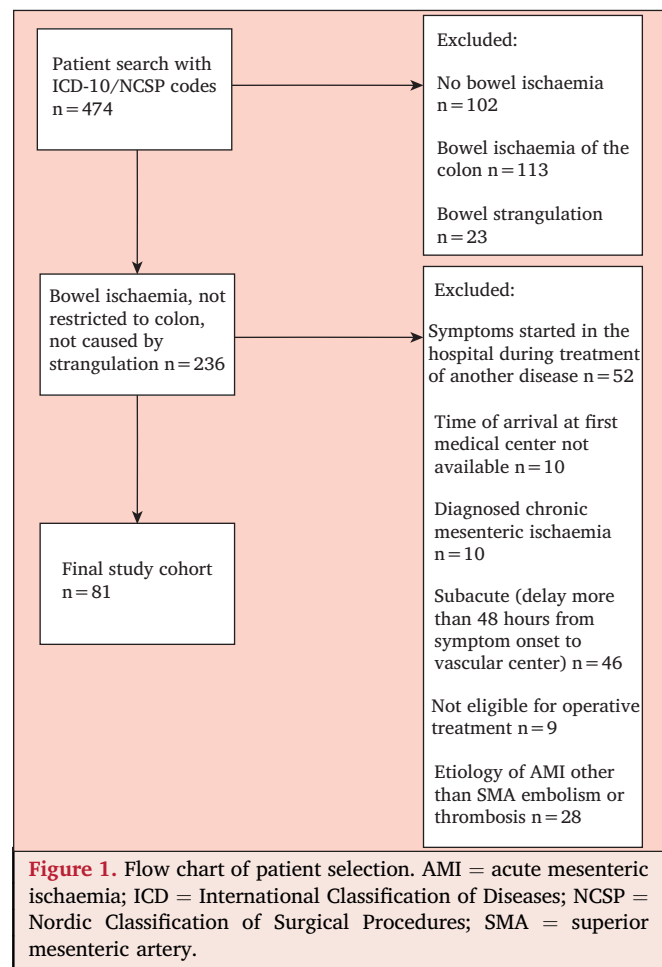 Patient search with
ICD-10/NCSP codes
n = 474
Excluded:
No bowel ischaemia
n = 102
Bowel ischaemia of the
colon n = 113
Bowel strangulation
n = 23
Bowel ischaemia, not
restricted to colon,
not caused by
strangulation n = 236
Excluded:
Symptoms started in the
hospital during treatment
of another disease n = 52
Time of arrival at first
medical center not
available n = 10
Diagnosed chronic
mesenteric ischaemia
n = 10
Subacute (delay more
than 48 hours from
symptom onset to
vascular center) n = 46
Not eligible for operative
treatment n = 9
Etiology of AMI other
than SMA embolism or
thrombosis n = 28
Final study cohort
n = 81
Figure 1. Flow chart of patient selection. AMI = acute mesenteric
ischaemia; ICD = International Classification of Diseases; NCSP =
Nordic Classification of Surgical Procedures; SMA = superior
mesenteric artery.